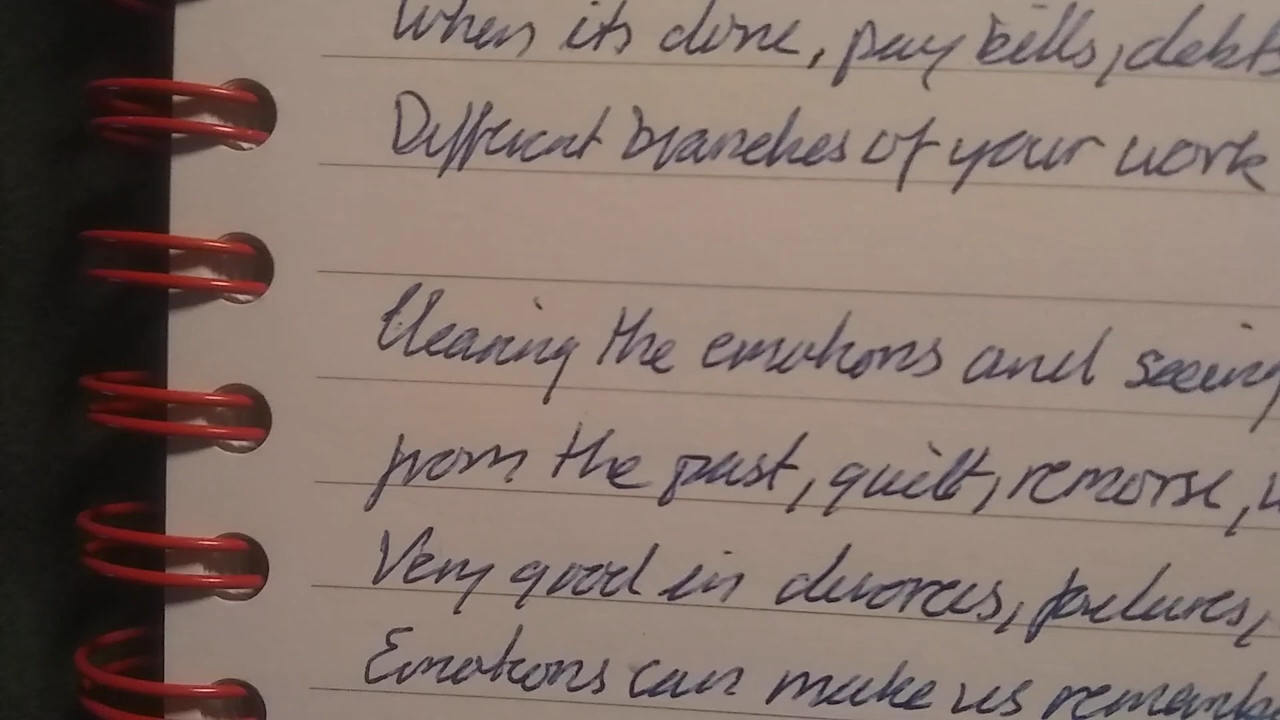 When its done, pay bills, debts
Different branches of your work
Clearing the emotions and seeing
from the past, guilt, remorse,
Very good in divorces, failures,
Emotions can make us